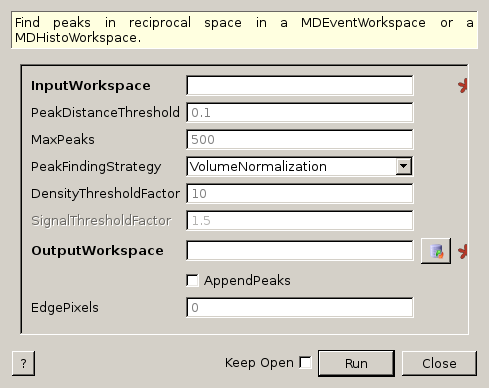 Find peaks in reciprocal space in a MDEventWorkspace or a
MDHistoWorkspace.
InputWorkspace
PeakDistanceThreshold 0.1
MaxPeaks 500
PeakFindingStrategy VolumeNormalization
DensityThresholdFactor 10
SignalThresholdFactor 1.5
OutputWorkspace
AppendPeaks
EdgePixels 0
? Keep Open Run Close